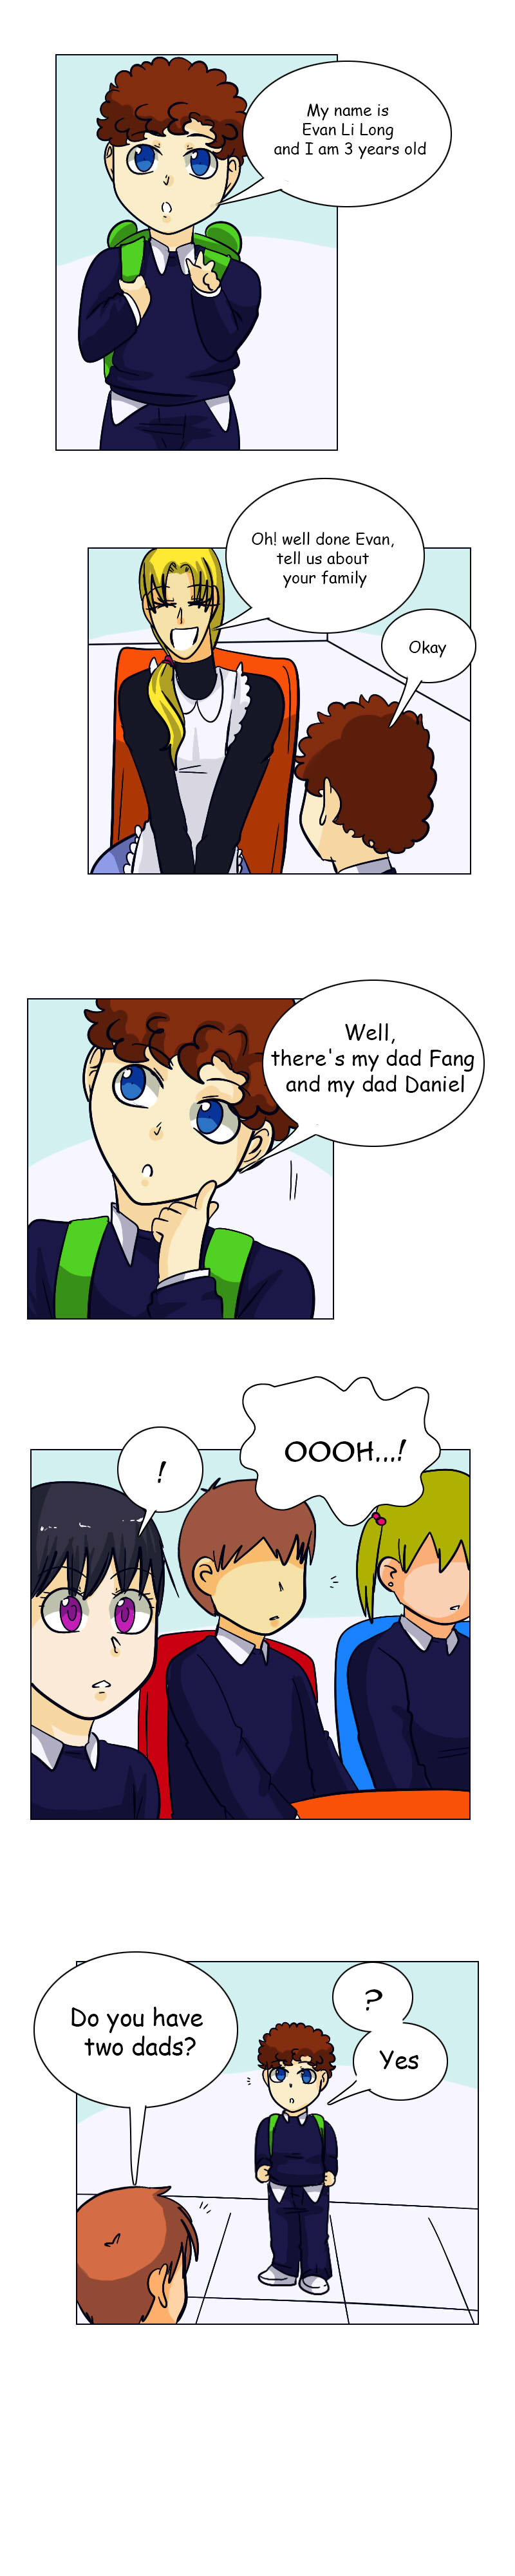 My name is
Evan Li Long
and I am 3 years old
Oh! well done Evan,
tell us about
your family
Okay
Well,
there's my dad Fang
and my dad Daniel
!
OOOH...!
Do you have
two dads?
?
Yes